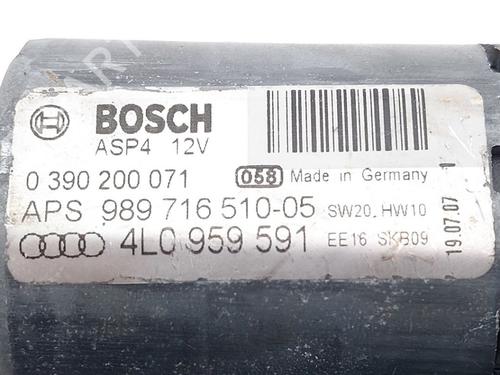 BOSCH
ASP4 12V
0 390 200 071 058 Made in Germany
APS 989 716 510-05 SW20. HW10
4L0 959 591 EE16 SKB09
19.07.07 1